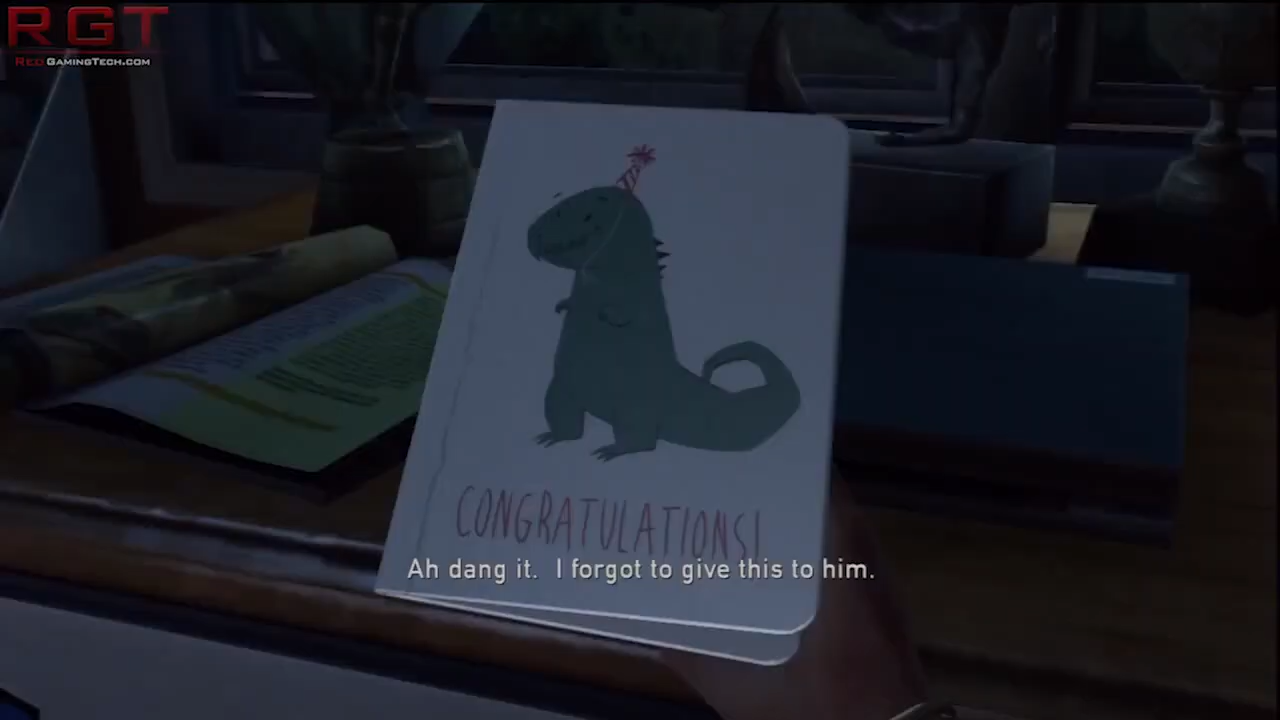 RGT
RedGamingTech.com
CONGRATULATIONS!
Ah dang it.  I forgot to give this to him.